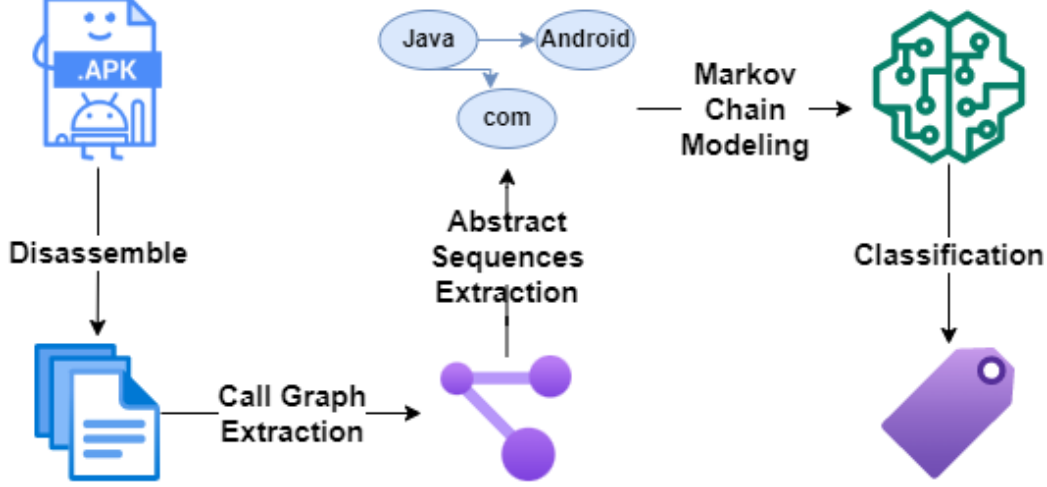 .APK
Disassemble
Call Graph
Extraction
Abstract
Sequences
Extraction
Java
Android
com
Markov
Chain
Modeling
Classification